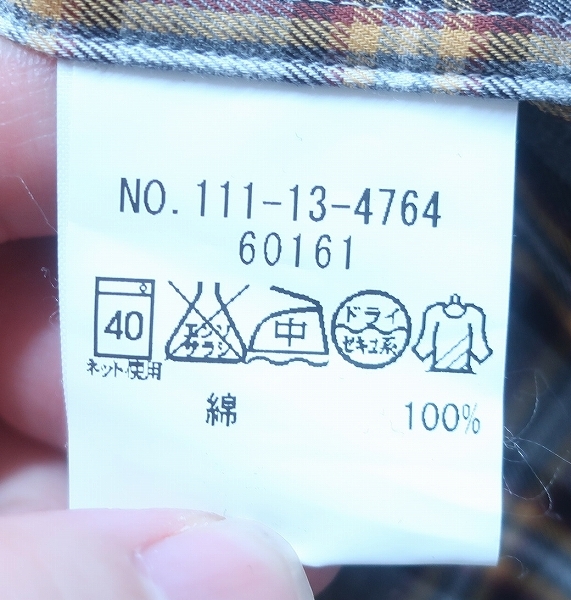 NO. 111-13-4764
60161
40
エンソ
サラシ
中
ドライ
セキユ系
ネット使用
綿 100%